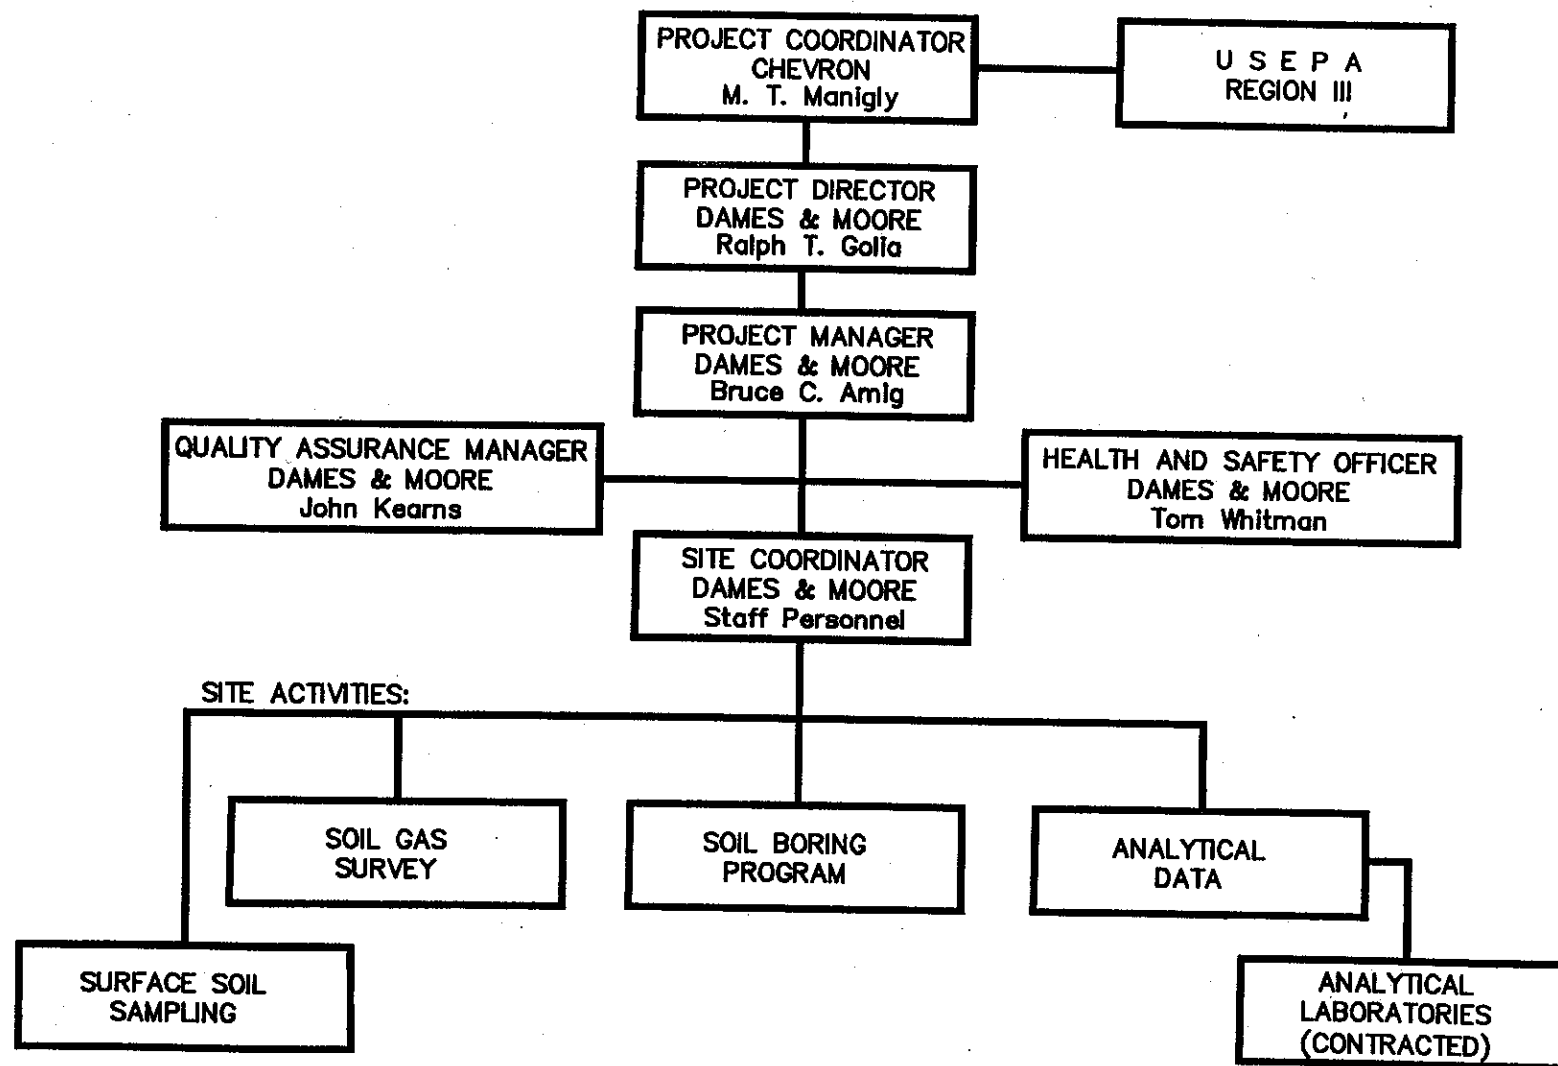 PROJECT COORDINATOR
CHEVRON
M. T. Manigly
U S E P A
REGION III
PROJECT DIRECTOR
DAMES & MOORE
Ralph T. Golia
PROJECT MANAGER
DAMES & MOORE
Bruce C. Amig
QUALITY ASSURANCE MANAGER
DAMES & MOORE
John Kearns
HEALTH AND SAFETY OFFICER
DAMES & MOORE
Tom Whitman
SITE COORDINATOR
DAMES & MOORE
Staff Personnel
SITE ACTIVITIES:
SOIL GAS
SURVEY
SOIL BORING
PROGRAM
ANALYTICAL
DATA
SURFACE SOIL
SAMPLING
ANALYTICAL
LABORATORIES
(CONTRACTED)